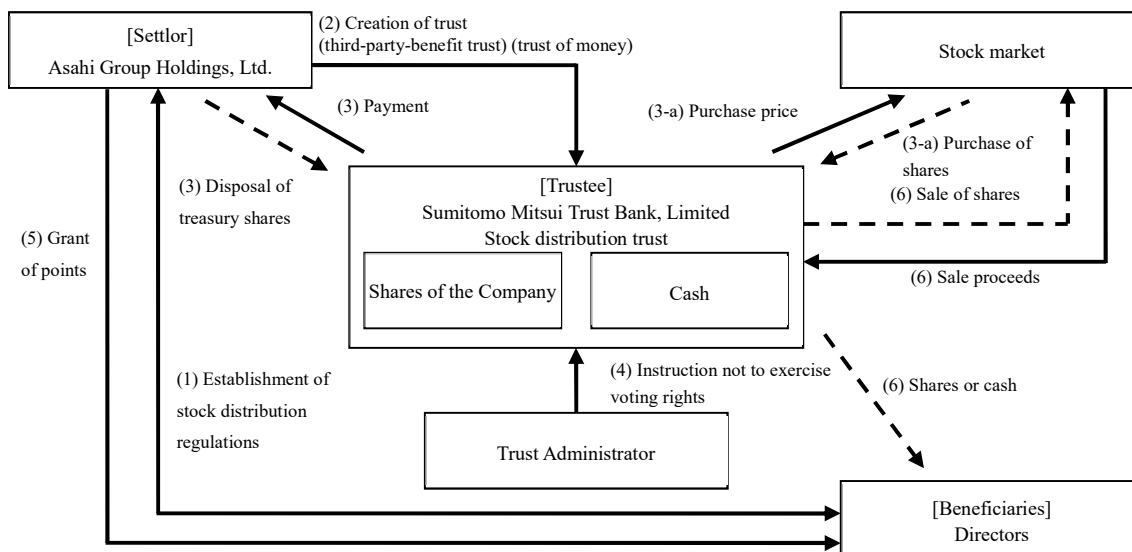 [Settlor]
Asahi Group Holdings, Ltd.
(2) Creation of trust
(third-party-benefit trust) (trust of money)
Stock market
(3) Payment
(3-a) Purchase price
(3-a) Purchase of
shares
(3) Disposal of
treasury shares
[Trustee]
Sumitomo Mitsui Trust Bank, Limited
Stock distribution trust
(6) Sale of shares
(5) Grant
of points
Shares of the Company
Cash
(6) Sale proceeds
(1) Establishment of
stock distribution
regulations
(4) Instruction not to exercise
voting rights
(6) Shares or cash
Trust Administrator
[Beneficiaries]
Directors